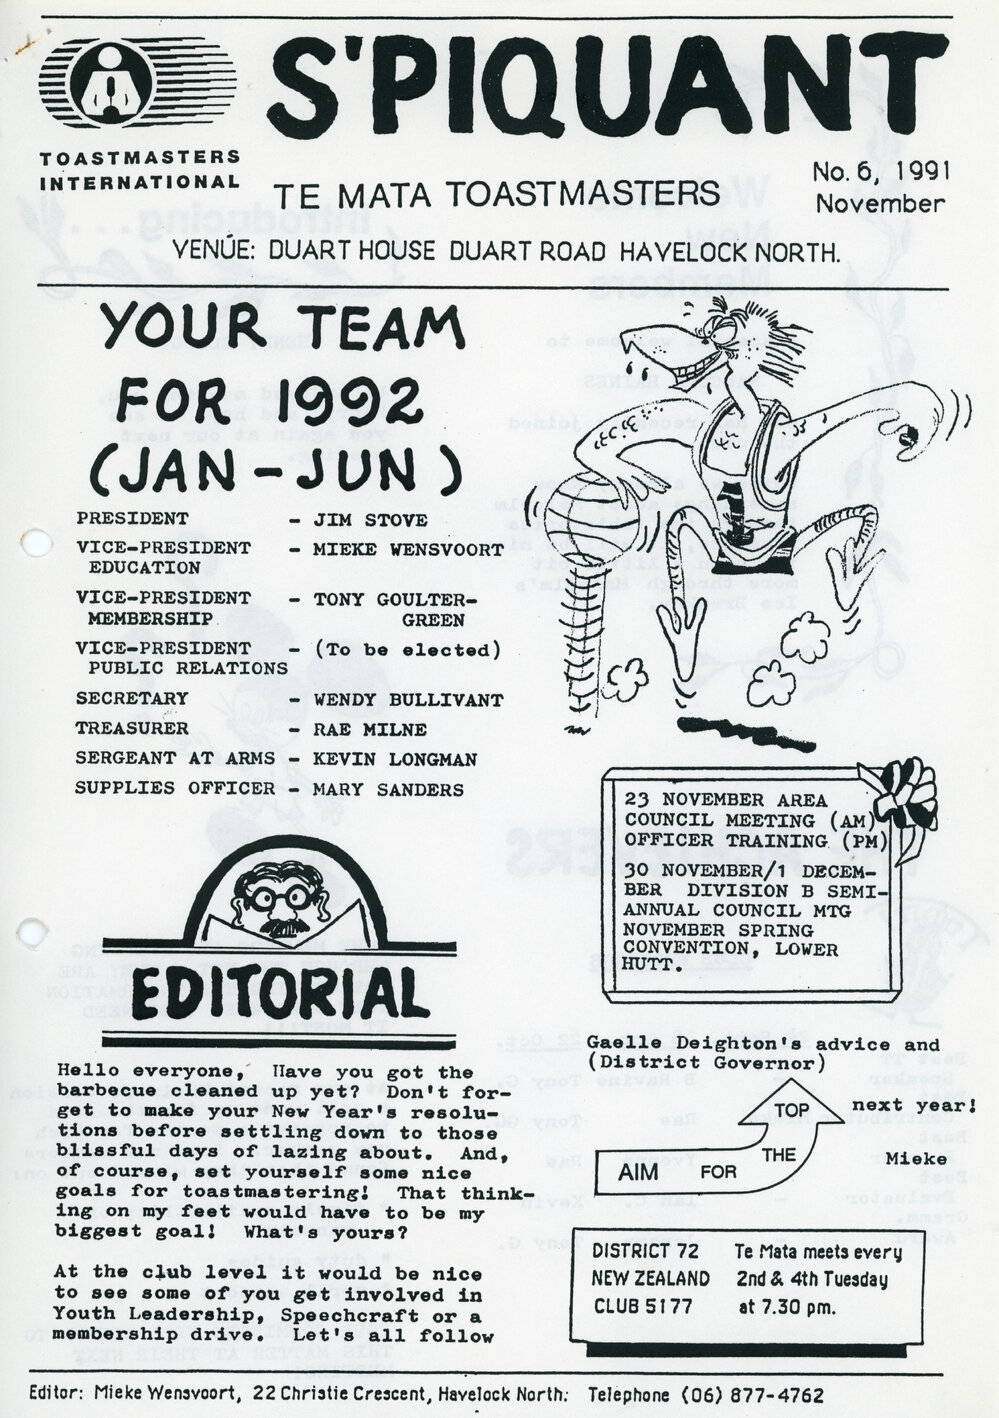 S'PIQUANT
TOASTMASTERS
INTERNATIONAL
No. 6, 1991
November
TE MATA TOASTMASTERS
VENUE: DUART HOUSE DUART ROAD HAVELOCK NORTH.
YOUR TEAM
FOR 1992
(JAN-JUN)
PRESIDENT - JIM STOVE
VICE-PRESIDENT - MIEKE WENSVOORT
EDUCATION
VICE-PRESIDENT - TONY GOULTER-
MEMBERSHIP GREEN
VICE-PRESIDENT - (To be elected)
PUBLIC RELATIONS
SECRETARY - WENDY BULLIVANT
TREASURER - RAE MILNE
SERGEANT AT ARMS - KEVIN LONGMAN
SUPPLIES OFFICER - MARY SANDERS
23 NOVEMBER AREA
COUNCIL MEETING (AM)
OFFICER TRAINING (PM)
30 NOVEMBER/1 DECEM-
BER DIVISION B SEMI-
ANNUAL COUNCIL MTG
NOVEMBER SPRING
CONVENTION, LOWER
HUTT.
EDITORIAL
Hello everyone, Have you got the
barbecue cleaned up yet? Don't for-
get to make your New Year's resolu-
tions before settling down to those
blissful days of lazing about. And,
of course, set yourself some nice
goals for toastmastering! That think-
ing on my feet would have to be my
biggest goal! What's yours?
At the club level it would be nice
to see some of you get involved in
Youth Leadership, Speechcraft or a
membership drive. Let's all follow
Gaelle Deighton's advice and
(District Governor)
AIM FOR THE TOP
next year!
Mieke
DISTRICT 72 Te Mata meets every
NEW ZEALAND 2nd & 4th Tuesday
CLUB 5177 at 7.30 pm.
Editor: Mieke Wensvoort, 22 Christie Crescent, Havelock North: Telephone (06) 877-4762